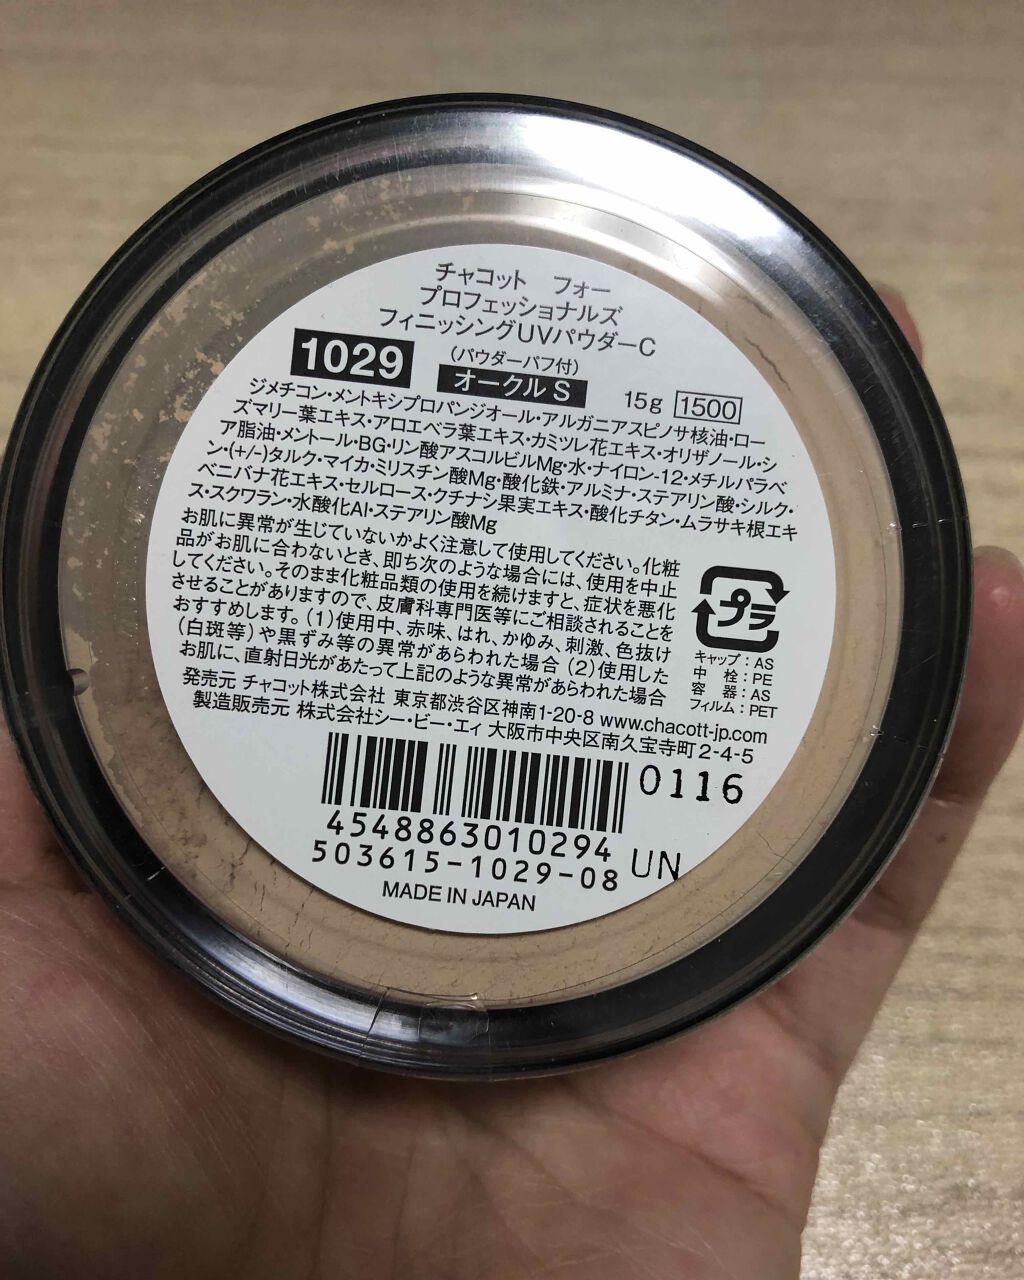 チャコット フォー
プロフェッショナルズ
フィニッシングUVパウダーC
(パウダーパフ付)
1029
オークル S
15g 1500
ジメチコン・メントキシプロパンジオール・アルガニアスピノサ核油・ロー
ズマリー葉エキス・アロエベラ葉エキス・カミツレ花エキス・オリザノール・シ
ア脂油・メントール・BG・リン酸アスコルビルMg・水・ナイロン-12・メチルパラベ
ン・(+/-)タルク・マイカ・ミリスチン酸Mg・酸化鉄・アルミナ・ステアリン酸・シルク・
ベニバナ花エキス・セルロース・クチナシ果実エキス・酸化チタン・ムラサキ根エキ
ス・スクワラン・水酸化Al・ステアリン酸Mg
お肌に異常が生じていないかよく注意して使用してください。化粧
品がお肌に合わないとき、即ち次のような場合には、使用を中止
してください。そのまま化粧品類の使用を続けますと、症状を悪化
させることがありますので、皮膚科専門医等にご相談されることを
おすすめします。(1)使用中、赤味、はれ、かゆみ、刺激、色抜け
(白斑等)や黒ずみ等の異常があらわれた場合 (2)使用した
お肌に、直射日光があたって上記のような異常があらわれた場合
プラ
キャップ:AS
中 栓:PE
容 器:AS
フィルム:PET
発売元 チャコット株式会社 東京都渋谷区神南1-20-8 www.chacott-jp.com
製造販売元 株式会社シー・ビー・エィ 大阪市中央区南久宝寺町2-4-5
0116
4548863010294
503615-1029-08 UN
MADE IN JAPAN